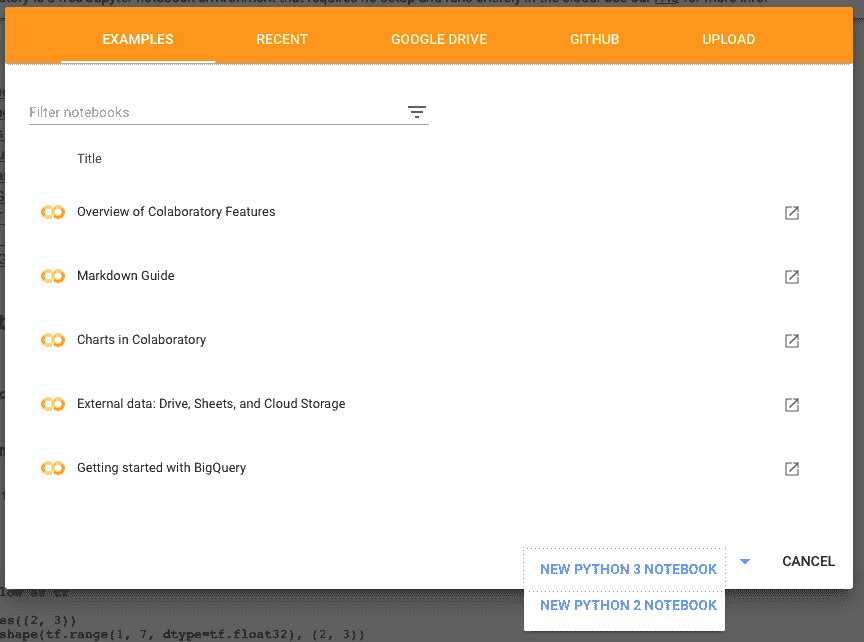 tory is a free Jupyter notebook environment that requires no setup and runs entirely in the cloud. See our FAQ for more info.
EXAMPLES RECENT GOOGLE DRIVE GITHUB UPLOAD
Filter notebooks
Title
Overview of Colaboratory Features
Markdown Guide
Charts in Colaboratory
External data: Drive, Sheets, and Cloud Storage
Getting started with BigQuery
CANCEL
NEW PYTHON 3 NOTEBOOK
NEW PYTHON 2 NOTEBOOK
low as tf
es((2, 3))
shape(tf.range(1, 7, dtype=tf.float32), (2, 3))